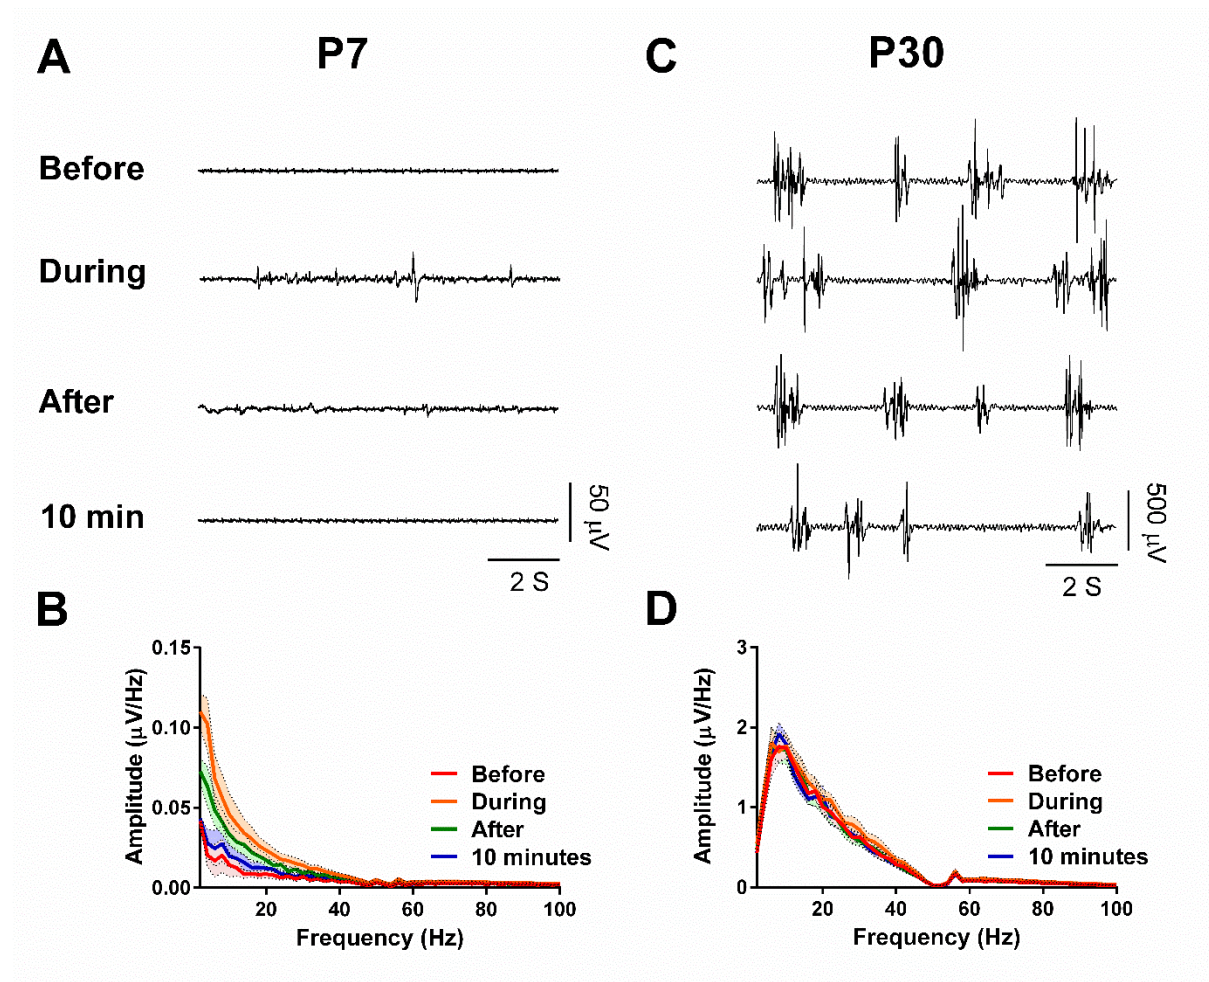 A
P7
Before
During
After
10 min
50 µV
2 S
C
P30
500 µV
2 S
B
Amplitude (µV/Hz)
0.15
0.10
0.05
0.00
20
40
60
80
100
Frequency (Hz)
Before
During
After
10 minutes
D
Amplitude (µV/Hz)
3
2
1
0
20
40
60
80
100
Frequency (Hz)
Before
During
After
10 minutes